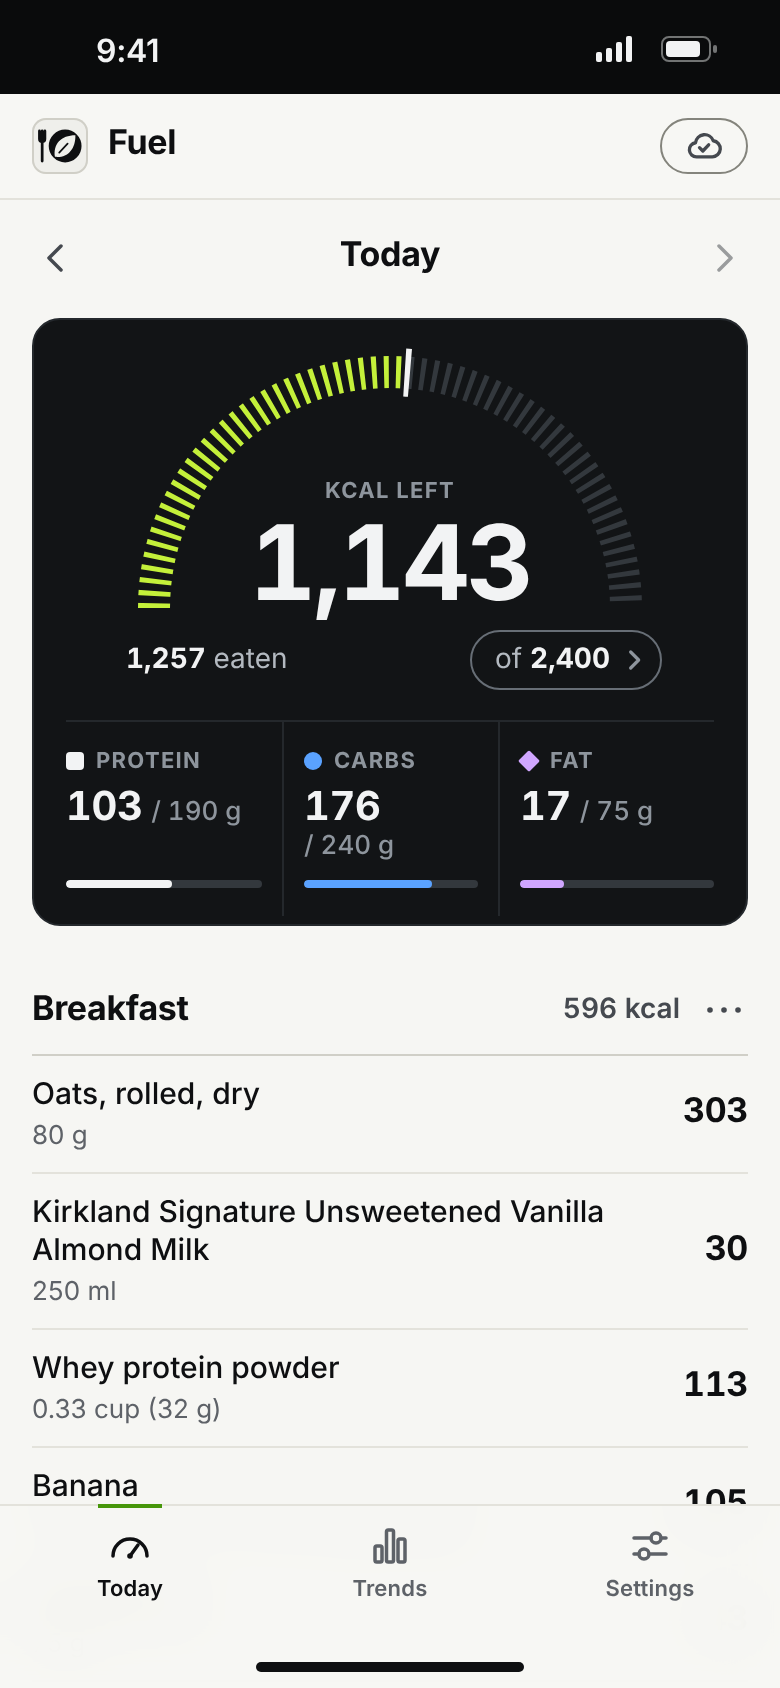 9:41
Fuel
Today
KCAL LEFT
1,143
1,257 eaten
of 2,400
PROTEIN
103 / 190 g
CARBS
176
/ 240 g
FAT
17 / 75 g
Breakfast
596 kcal
Oats, rolled, dry
80 g
303
Kirkland Signature Unsweetened Vanilla
Almond Milk
250 ml
30
Whey protein powder
0.33 cup (32 g)
113
Banana
105
Today
Trends
Settings